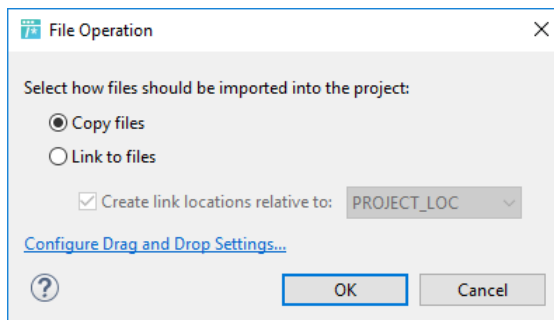 File Operation
Select how files should be imported into the project:
Copy files
Link to files
Create link locations relative to: PROJECT_LOC
Configure Drag and Drop Settings...
? OK Cancel